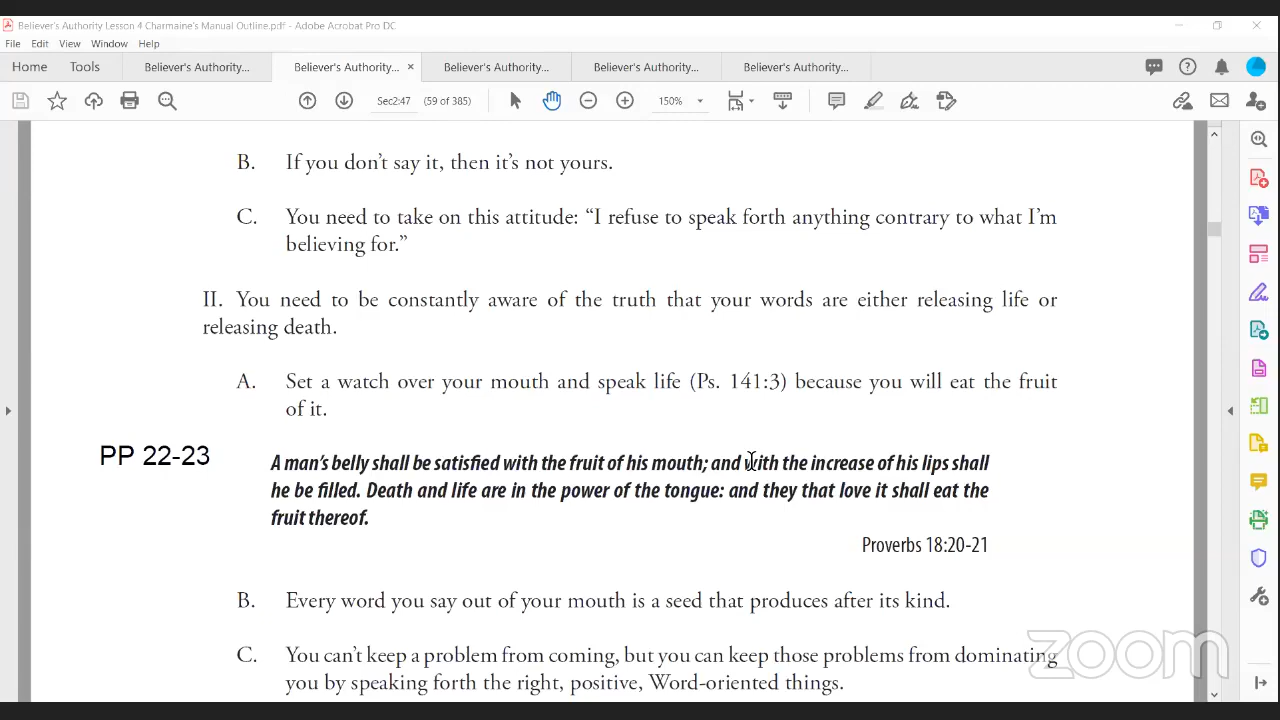 Believer's Authority Lesson 4 Charmaine's Manual Outline.pdf - Adobe Acrobat Pro DC
File Edit View Window Help
Home Tools Believer's Authority... Believer's Authority... × Believer's Authority... Believer's Authority... Believer's Authority...
Sec2:47 (59 of 385) 150%
B. If you don't say it, then it's not yours.
C. You need to take on this attitude: “I refuse to speak forth anything contrary to what I'm
believing for.”
II. You need to be constantly aware of the truth that your words are either releasing life or
releasing death.
A. Set a watch over your mouth and speak life (Ps. 141:3) because you will eat the fruit
of it.
PP 22-23
A man's belly shall be satisfied with the fruit of his mouth; and with the increase of his lips shall
he be filled. Death and life are in the power of the tongue: and they that love it shall eat the
fruit thereof.
Proverbs 18:20-21
B. Every word you say out of your mouth is a seed that produces after its kind.
C. You can't keep a problem from coming, but you can keep those problems from dominating
you by speaking forth the right, positive, Word-oriented things.
zoom